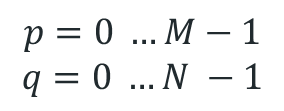 p = 0 ... M − 1
q = 0 ... N − 1